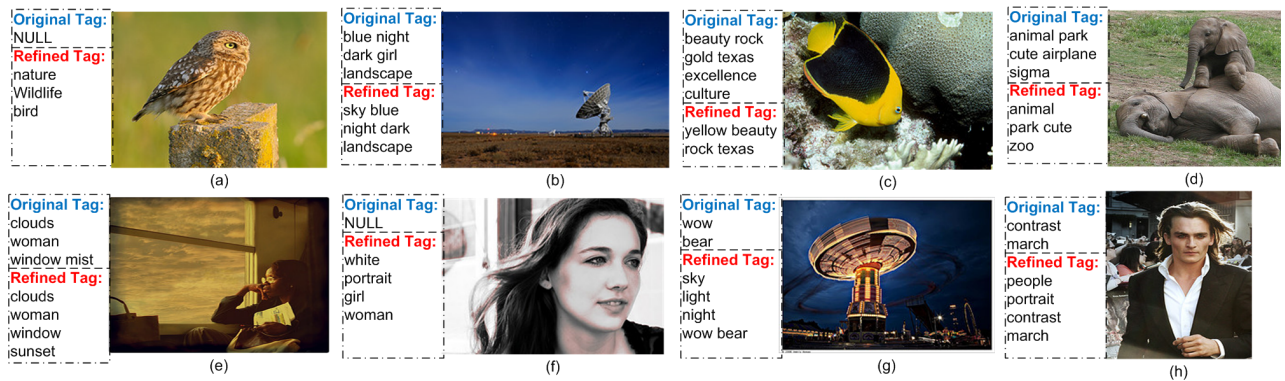 Original Tag:
NULL
Refined Tag:
nature
Wildlife
bird
(a)
Original Tag:
blue night
dark girl
landscape
Refined Tag:
sky blue
night dark
landscape
(b)
Original Tag:
beauty rock
gold texas
excellence
culture
Refined Tag:
yellow beauty
rock texas
(c)
Original Tag:
animal park
cute airplane
sigma
Refined Tag:
animal
park cute
zoo
(d)
Original Tag:
clouds
woman
window mist
Refined Tag:
clouds
woman
window
sunset
(e)
Original Tag:
NULL
Refined Tag:
white
portrait
girl
woman
(f)
Original Tag:
wow
bear
Refined Tag:
sky
light
night
wow bear
(g)
Original Tag:
contrast
march
Refined Tag:
people
portrait
contrast
march
(h)